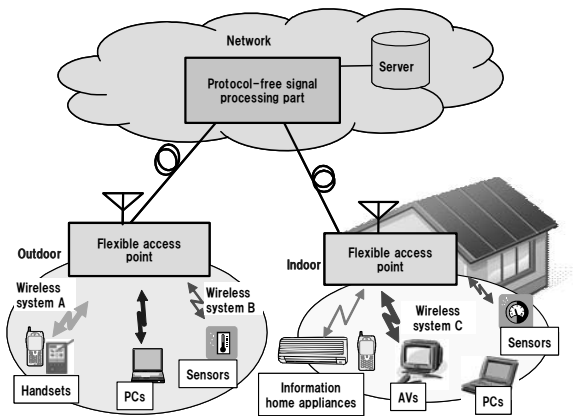 Network
Server
Protocol-free signal
processing part
Outdoor
Flexible access
point
Indoor
Flexible access
point
Wireless
system A
Wireless
system B
Wireless
system C
Handsets
PCs
Sensors
Information
home appliances
AVs
PCs
Sensors